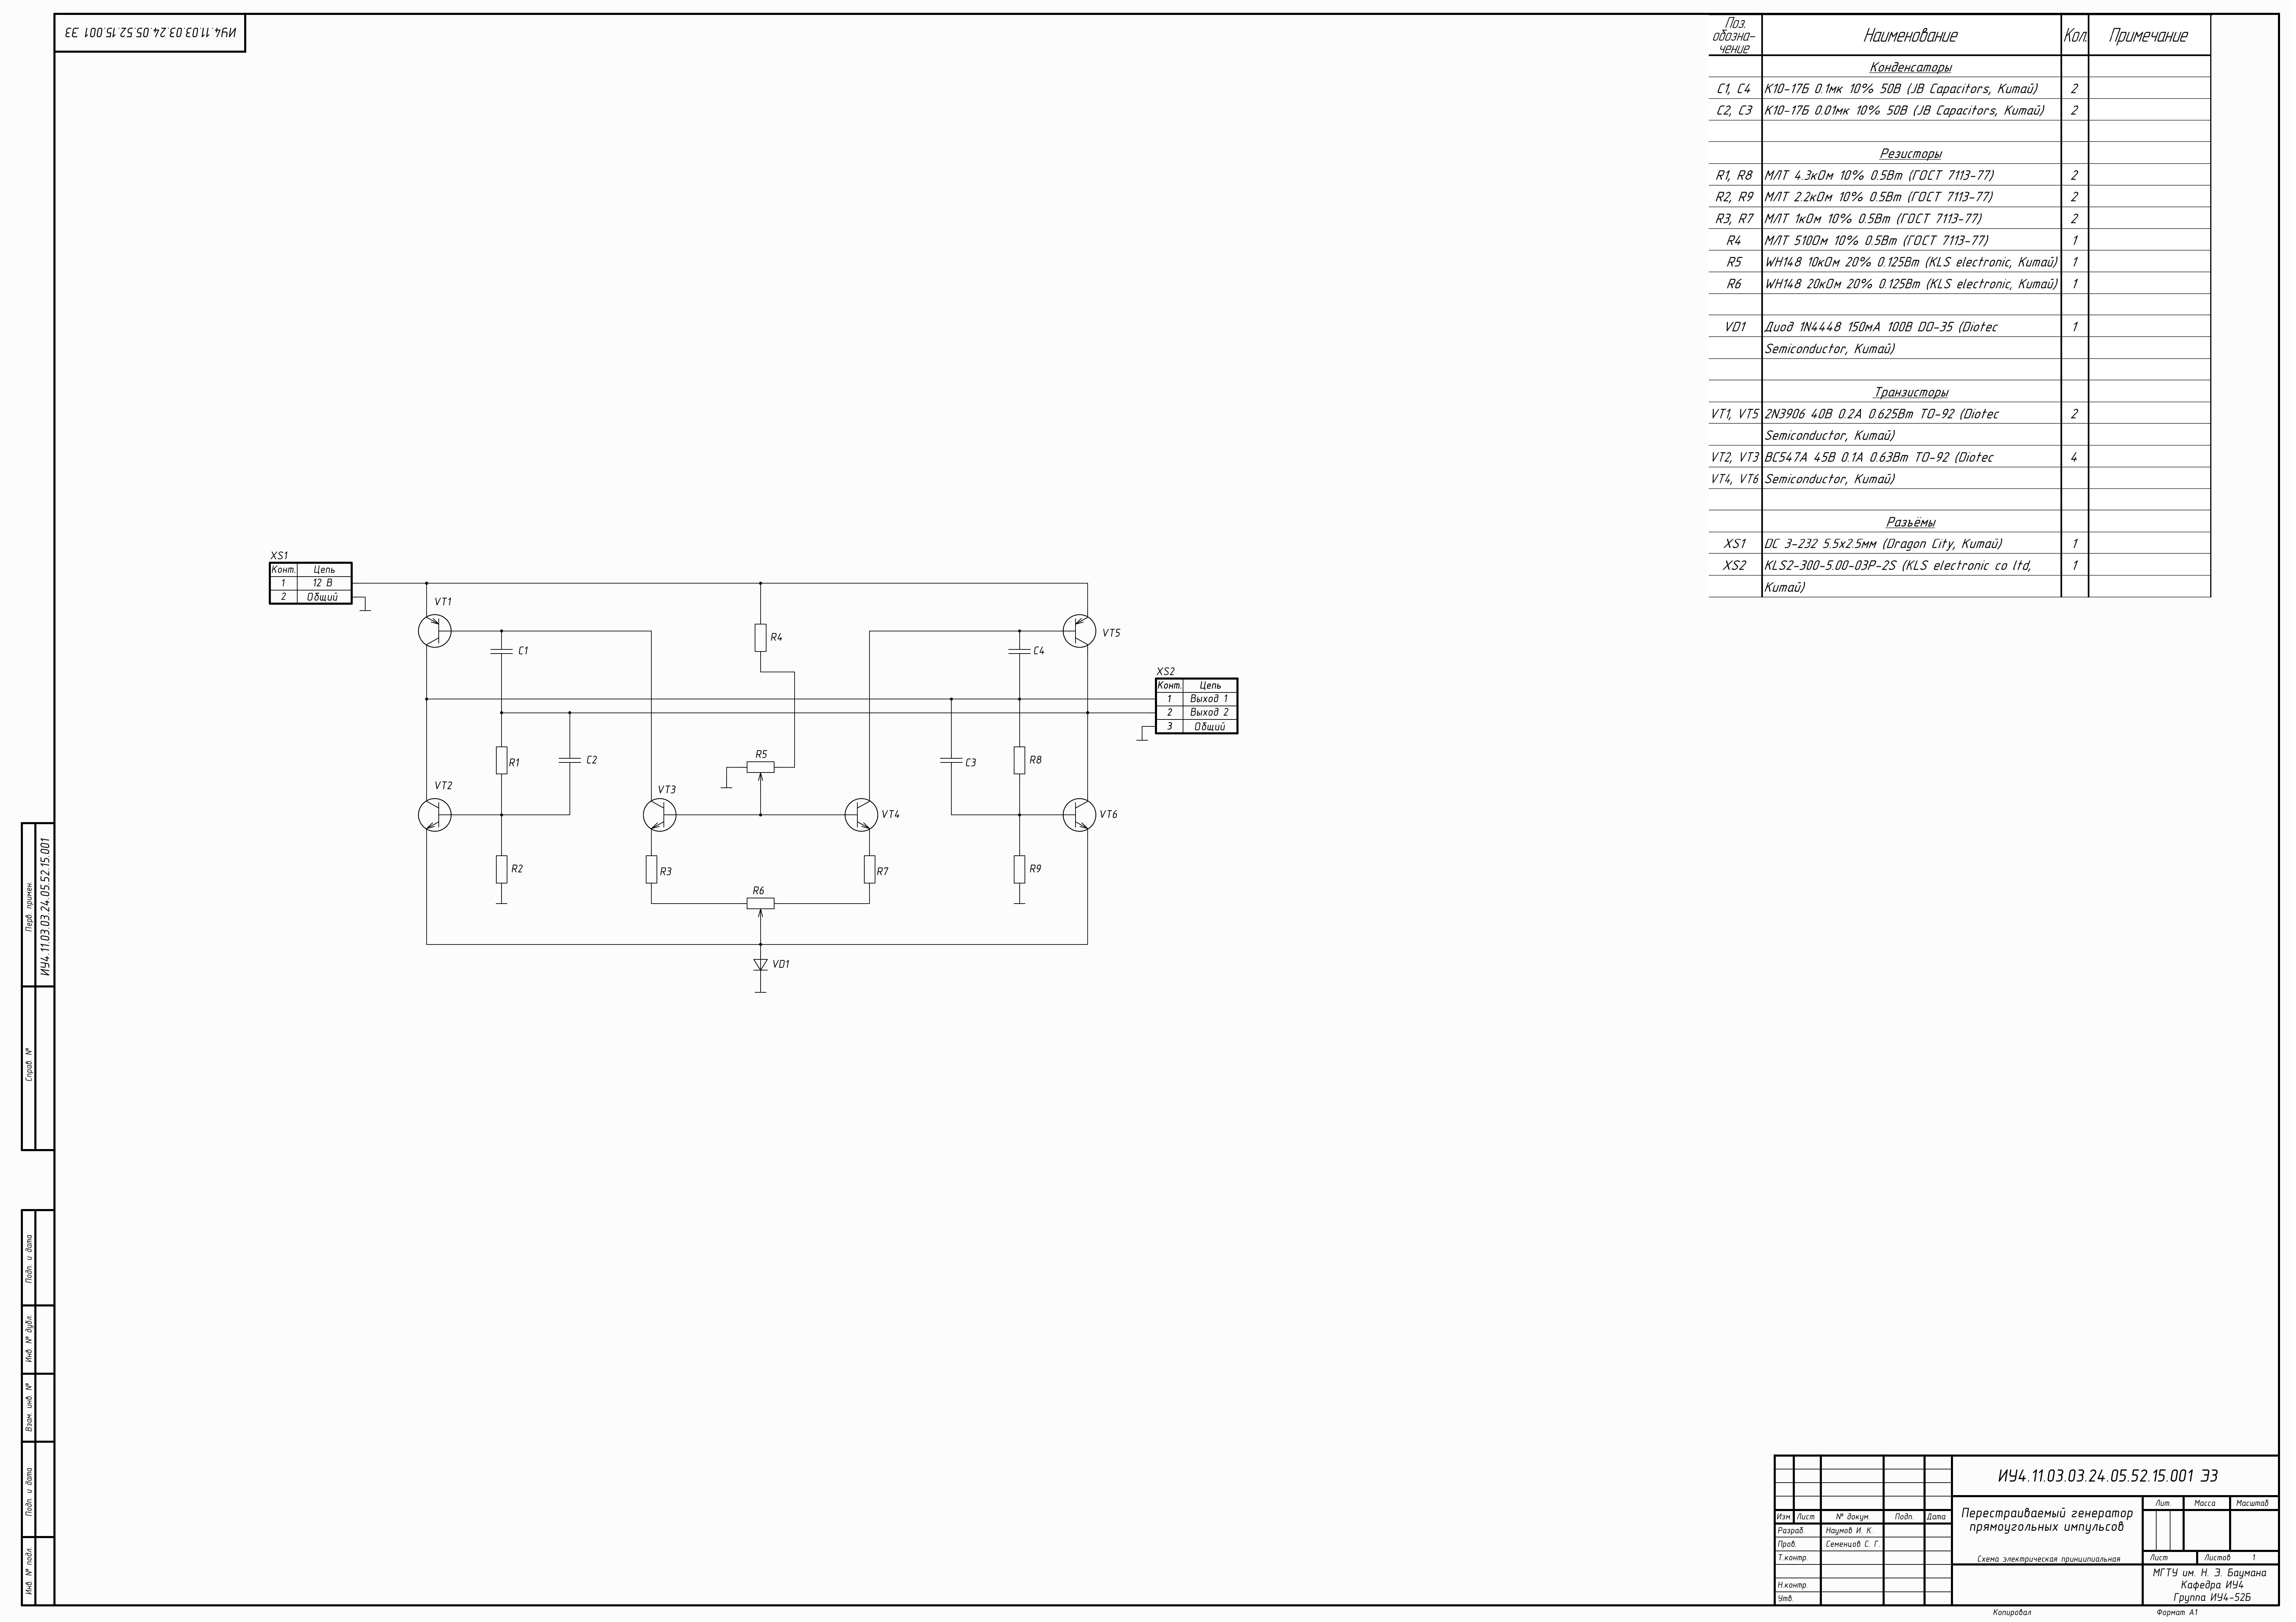 ИУ4.11.03.03.24.05.52.15.001 ЭЗ
Поз. обозна-чение Наименование Кол. Примечание
Конденсаторы
C1, C4 К10-17Б 0.1мк 10% 50В (JB Capacitors, Китай) 2
C2, C3 К10-17Б 0.01мк 10% 50В (JB Capacitors, Китай) 2
Резисторы
R1, R8 МЛТ 4.3кОм 10% 0.5Вт (ГОСТ 7113-77) 2
R2, R9 МЛТ 2.2кОм 10% 0.5Вт (ГОСТ 7113-77) 2
R3, R7 МЛТ 1кОм 10% 0.5Вт (ГОСТ 7113-77) 2
R4 МЛТ 510Ом 10% 0.5Вт (ГОСТ 7113-77) 1
R5 WH148 10кОм 20% 0.125Вт (KLS electronic, Китай) 1
R6 WH148 20кОм 20% 0.125Вт (KLS electronic, Китай) 1
VD1 Диод 1N4448 150мА 100В DO-35 (Diotec 1
Semiconductor, Китай)
Транзисторы
VT1, VT5 2N3906 40В 0.2А 0.625Вт TO-92 (Diotec 2
Semiconductor, Китай)
VT2, VT3 BC547A 45В 0.1А 0.63Вт TO-92 (Diotec 4
VT4, VT6 Semiconductor, Китай)
Разъёмы
XS1 DC 3-232 5.5x2.5мм (Dragon City, Китай) 1
XS2 KLS2-300-5.00-03P-2S (KLS electronic co ltd, 1
Китай)
XS1
Конт. Цепь
1 12 В
2 Общий
VT1
R4
VT5
C1
C4
XS2
Конт. Цепь
1 Выход 1
2 Выход 2
3 Общий
R1
C2
R5
C3
R8
VT2
VT3
VT4
VT6
R2
R3
R7
R9
R6
VD1
Перв. примен.
ИУ4.11.03.03.24.05.52.15.001
Справ. №
Подп. и дата
Инв. № дубл.
Взам. инв. №
Подп. и дата
Инв. № подл.
ИУ4.11.03.03.24.05.52.15.001 ЭЗ
Перестраиваемый генератор
прямоугольных импульсов
Схема электрическая принципиальная
Лит. Масса Масштаб
Изм. Лист № докум. Подп. Дата
Разраб. Наумов И. К.
Пров. Семенцов С. Г.
Т.контр.
Н.контр.
Утв.
Лист Листов 1
МГТУ им. Н. Э. Баумана
Кафедра ИУ4
Группа ИУ4-52Б
Копировал Формат А1